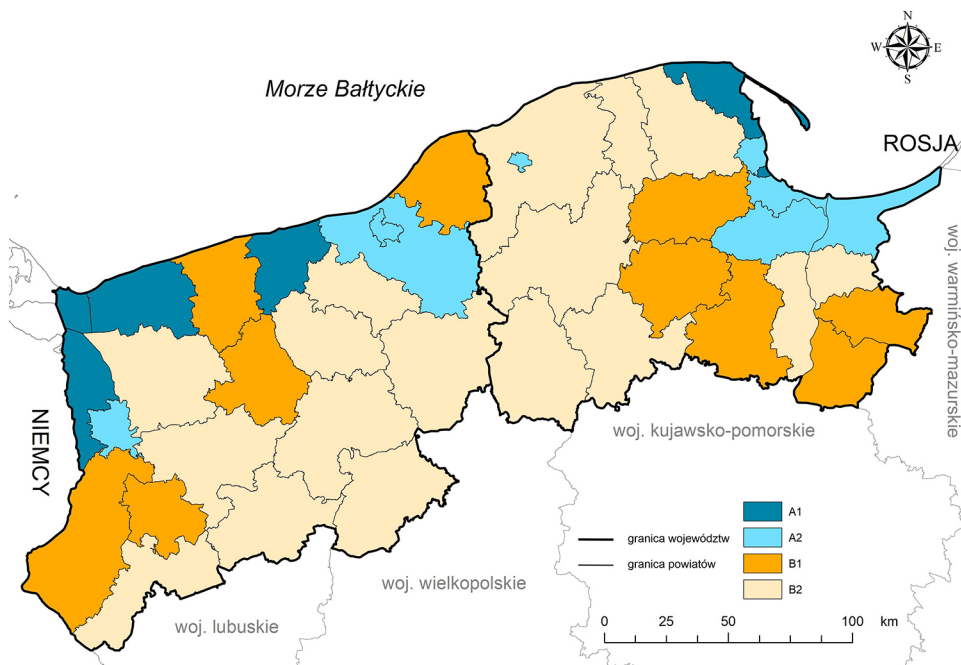 N
W E
S
Morze Bałtyckie
ROSJA
woj. warmińsko-mazurskie
NIEMCY
woj. kujawsko-pomorskie
woj. wielkopolskie
woj. lubuskie
granica województw
granica powiatów
A1
A2
B1
B2
0 25 50 100 km